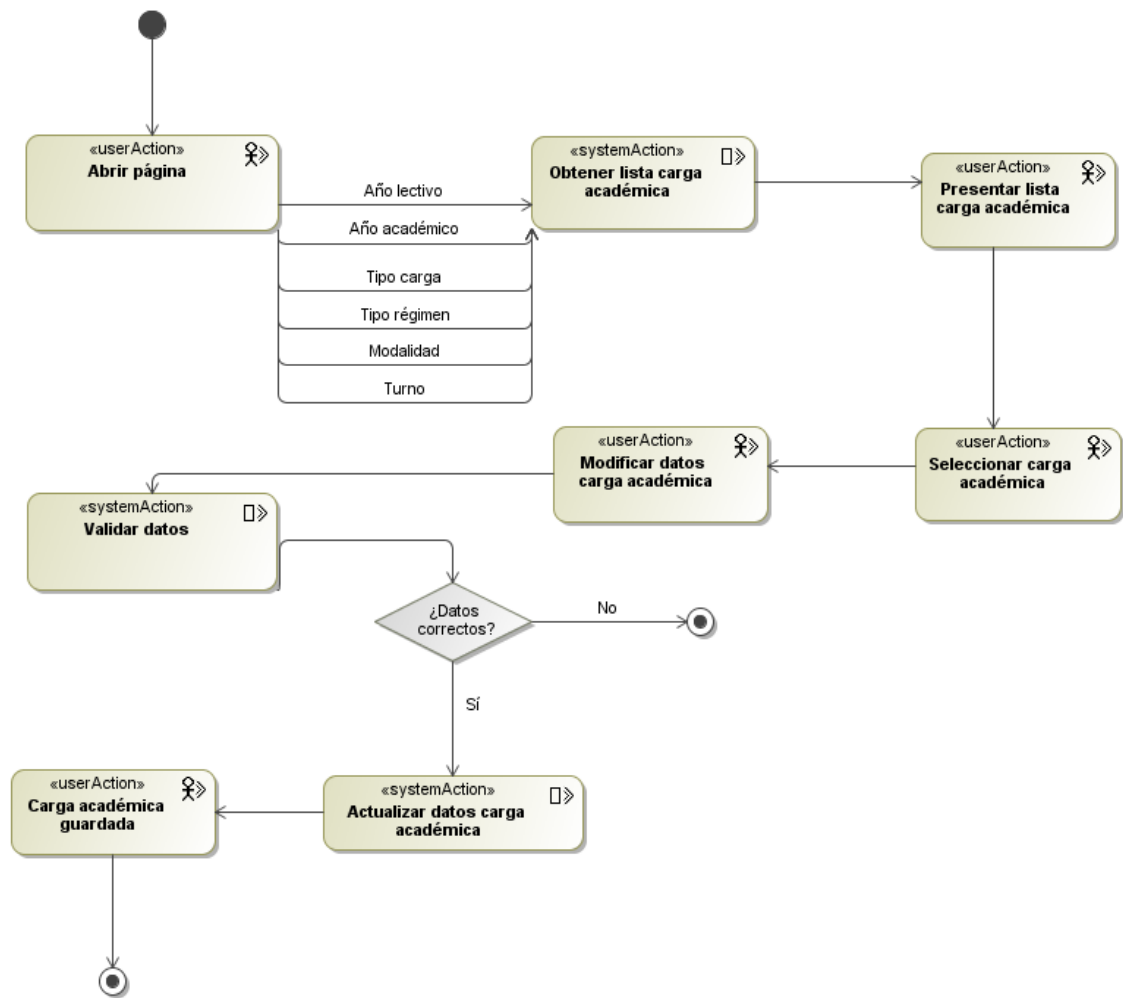 «userAction»
Abrir página
Año lectivo
Año académico
Tipo carga
Tipo régimen
Modalidad
Turno
«systemAction»
Obtener lista carga
académica
«userAction»
Presentar lista
carga académica
«userAction»
Seleccionar carga
académica
«userAction»
Modificar datos
carga académica
«systemAction»
Validar datos
¿Datos
correctos?
No
Sí
«systemAction»
Actualizar datos carga
académica
«userAction»
Carga académica
guardada